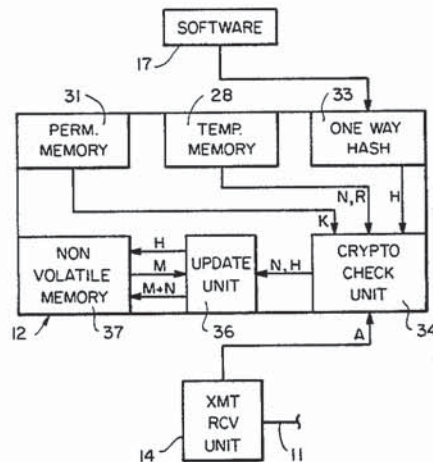 SOFTWARE
17
31
28
33
PERM.
MEMORY
TEMP.
MEMORY
ONE WAY
HASH
N,R
H
K
NON
VOLATILE
MEMORY
H
M
M+N
UPDATE
UNIT
N,H
CRYPTO
CHECK
UNIT
12
37
36
34
A
XMT
RCV
UNIT
14
11